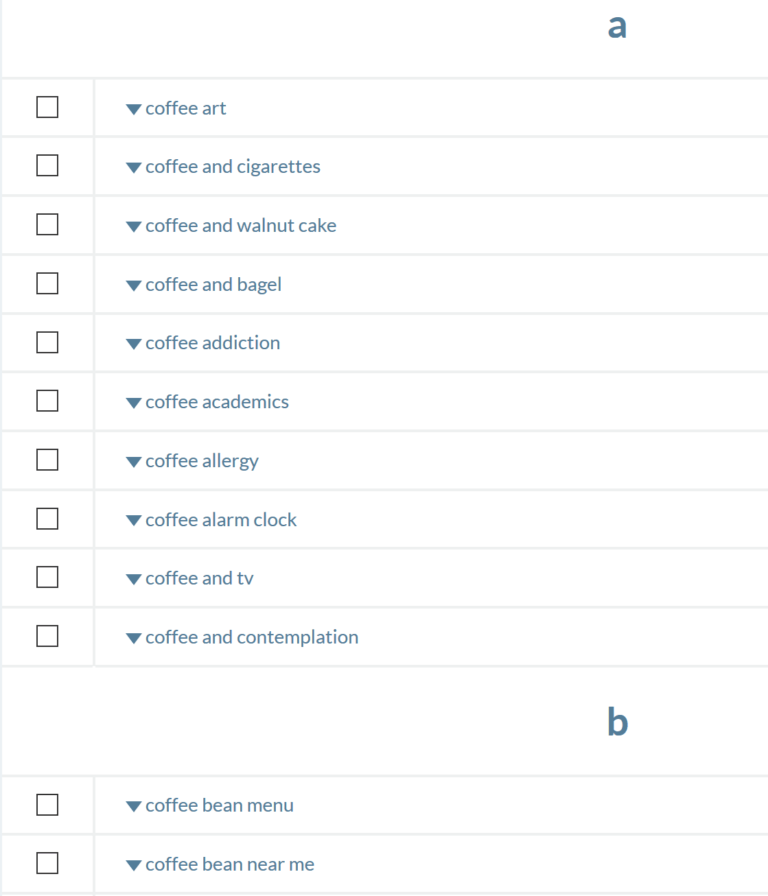 a
coffee art
coffee and cigarettes
coffee and walnut cake
coffee and bagel
coffee addiction
coffee academics
coffee allergy
coffee alarm clock
coffee and tv
coffee and contemplation
b
coffee bean menu
coffee bean near me